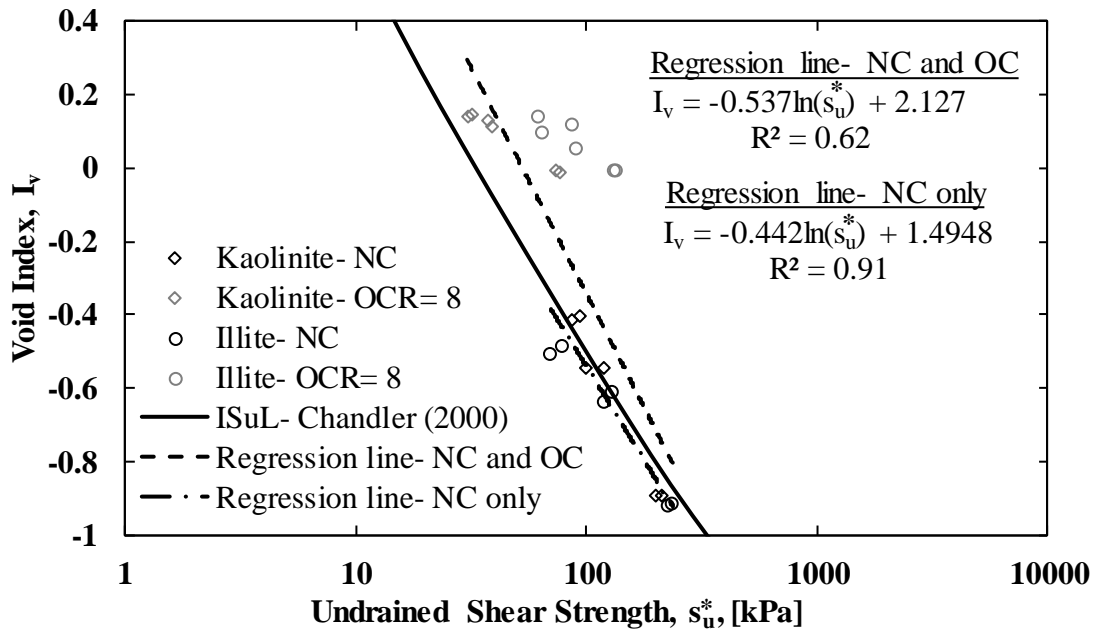 0.4
0.2
0
-0.2
-0.4
-0.6
-0.8
-1
Void Index, Iᵥ
Regression line- NC and OC
Iᵥ = -0.537ln(sᵤ*) + 2.127
R² = 0.62
Regression line- NC only
Iᵥ = -0.442ln(sᵤ*) + 1.4948
R² = 0.91
Kaolinite- NC
Kaolinite- OCR= 8
Illite- NC
Illite- OCR= 8
ISuL- Chandler (2000)
Regression line- NC and OC
Regression line- NC only
1 10 100 1000 10000
Undrained Shear Strength, sᵤ*, [kPa]